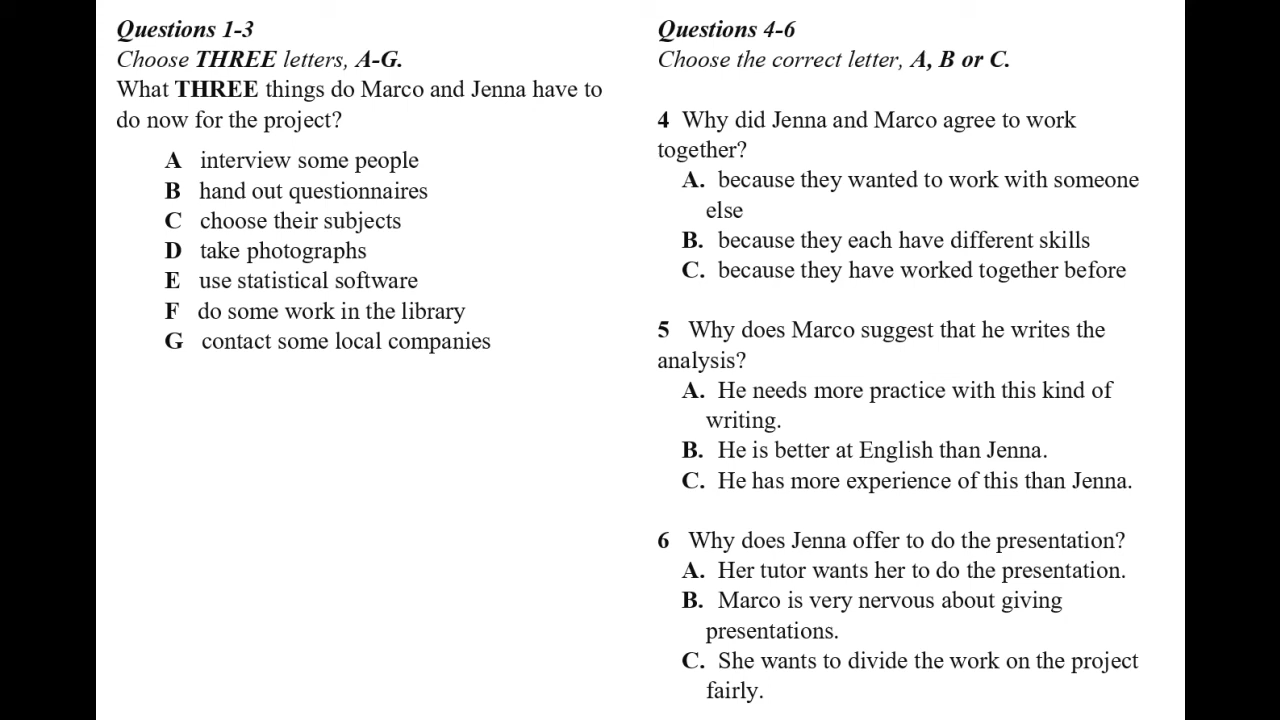 Questions 1-3
Choose THREE letters, A-G.
What THREE things do Marco and Jenna have to
do now for the project?
A interview some people
B hand out questionnaires
C choose their subjects
D take photographs
E use statistical software
F do some work in the library
G contact some local companies
Questions 4-6
Choose the correct letter, A, B or C.
4 Why did Jenna and Marco agree to work
together?
A. because they wanted to work with someone
else
B. because they each have different skills
C. because they have worked together before
5 Why does Marco suggest that he writes the
analysis?
A. He needs more practice with this kind of
writing.
B. He is better at English than Jenna.
C. He has more experience of this than Jenna.
6 Why does Jenna offer to do the presentation?
A. Her tutor wants her to do the presentation.
B. Marco is very nervous about giving
presentations.
C. She wants to divide the work on the project
fairly.